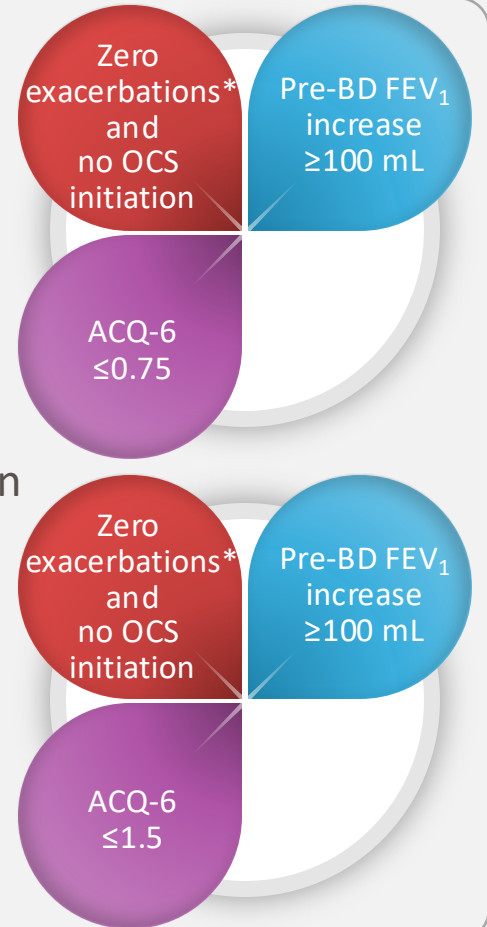 Zero
exacerbations*
and
no OCS
initiation
Pre-BD FEV₁
increase
≥100 mL
ACQ-6
≤0.75
n
Zero
exacerbations*
and
no OCS
initiation
Pre-BD FEV₁
increase
≥100 mL
ACQ-6
≤1.5